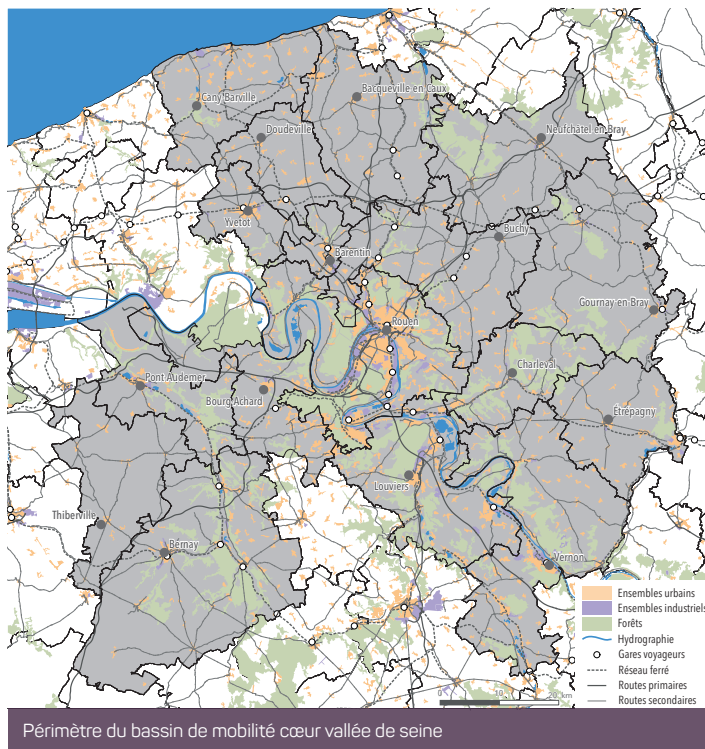 Cany Barville
Bacqueville en Caux
Doudeville
Neufchâtel en Bray
Yvetot
Buchy
Barentin
Gournay en Bray
Rouen
Charleval
Pont Audemer
Bourg Achard
Étrépagny
Louviers
Thiberville
Bernay
Vernon
Ensembles urbains
Ensembles industriels
Forêts
Hydrographie
Gares voyageurs
Réseau ferré
Routes primaires
Routes secondaires
0 10 20 km
Périmètre du bassin de mobilité cœur vallée de seine